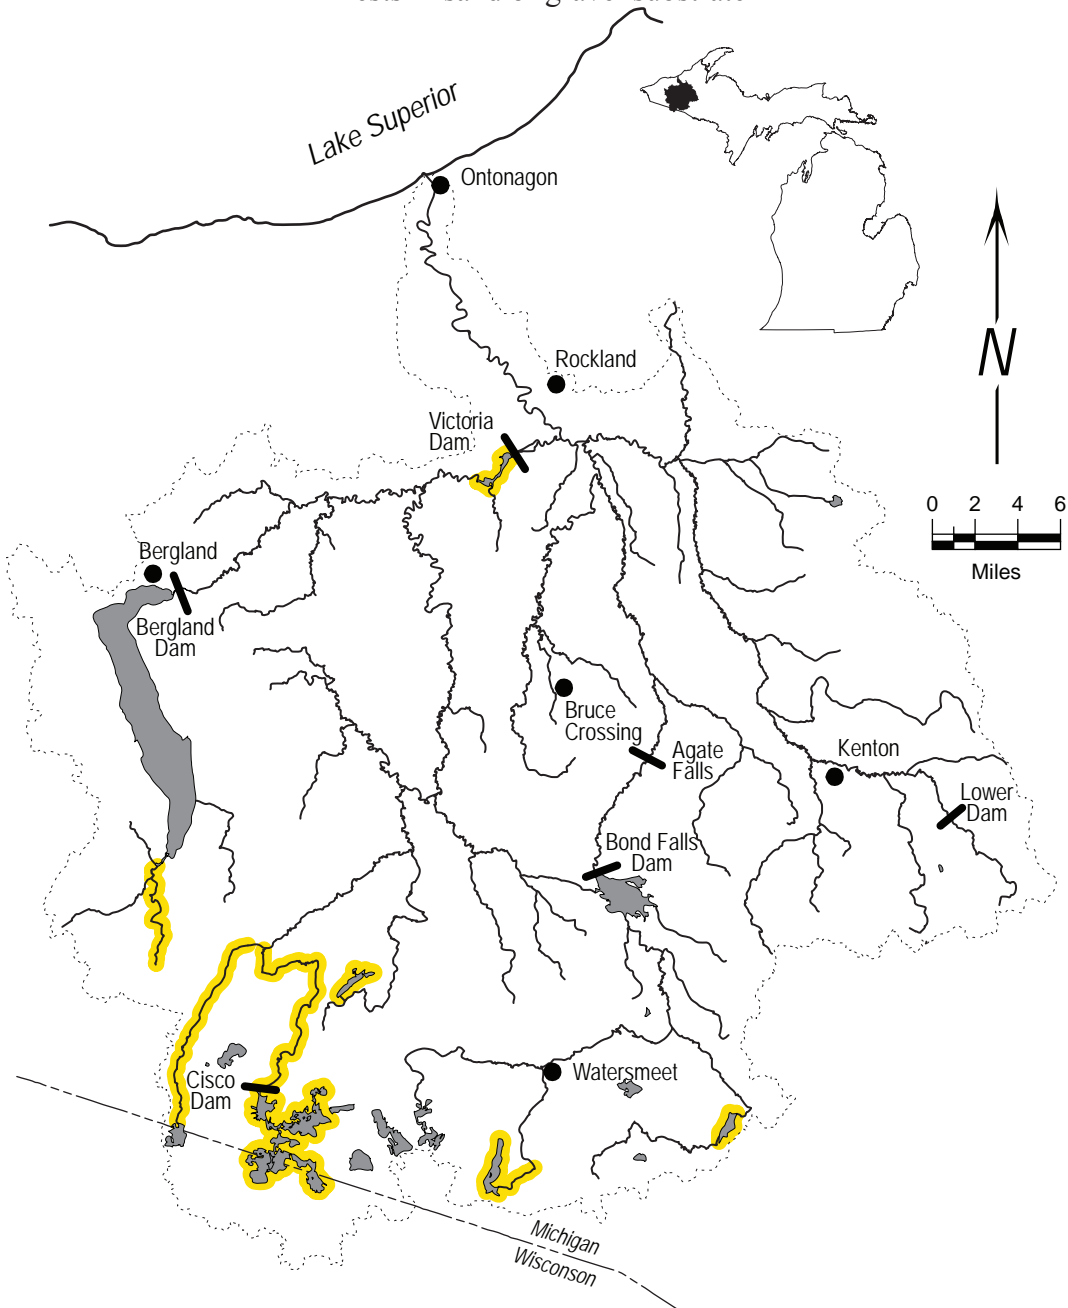 Lake Superior
Ontonagon
Rockland
Victoria
Dam
N
0 2 4 6
Miles
Bergland
Bergland
Dam
Bruce
Crossing
Agate
Falls
Kenton
Lower
Dam
Bond Falls
Dam
Cisco
Dam
Watersmeet
Michigan
Wisconson